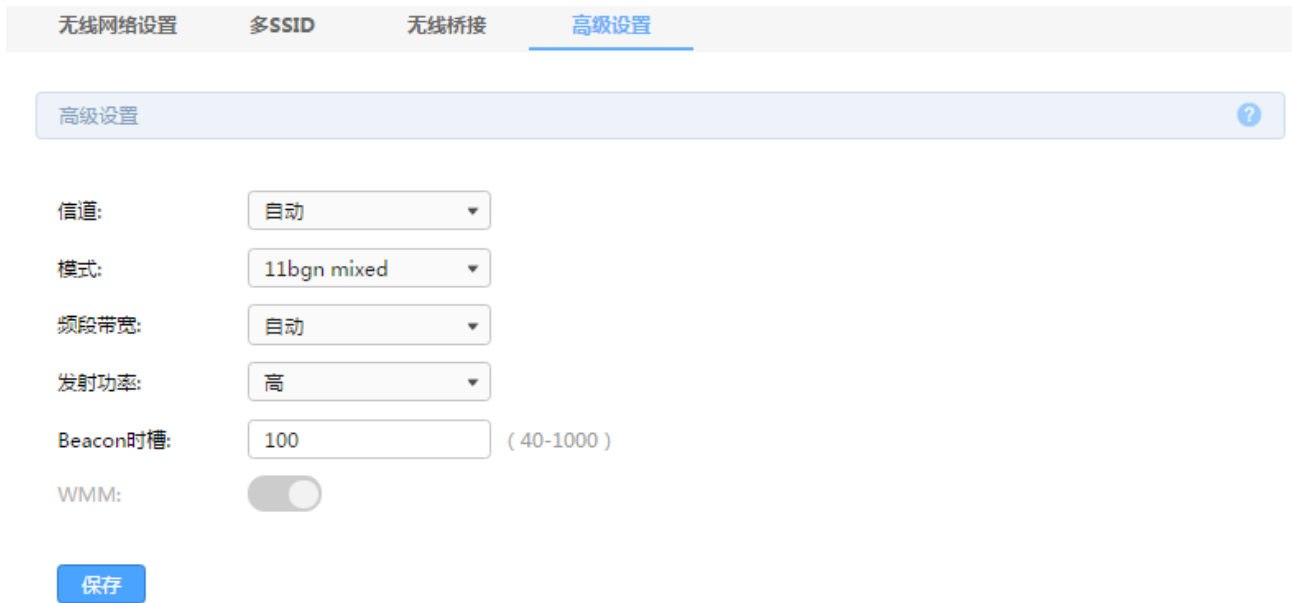 无线网络设置 多SSID 无线桥接 高级设置
高级设置 ?
信道: 自动
模式: 11bgn mixed
频段带宽: 自动
发射功率: 高
Beacon时槽: 100 ( 40-1000 )
WMM:
保存